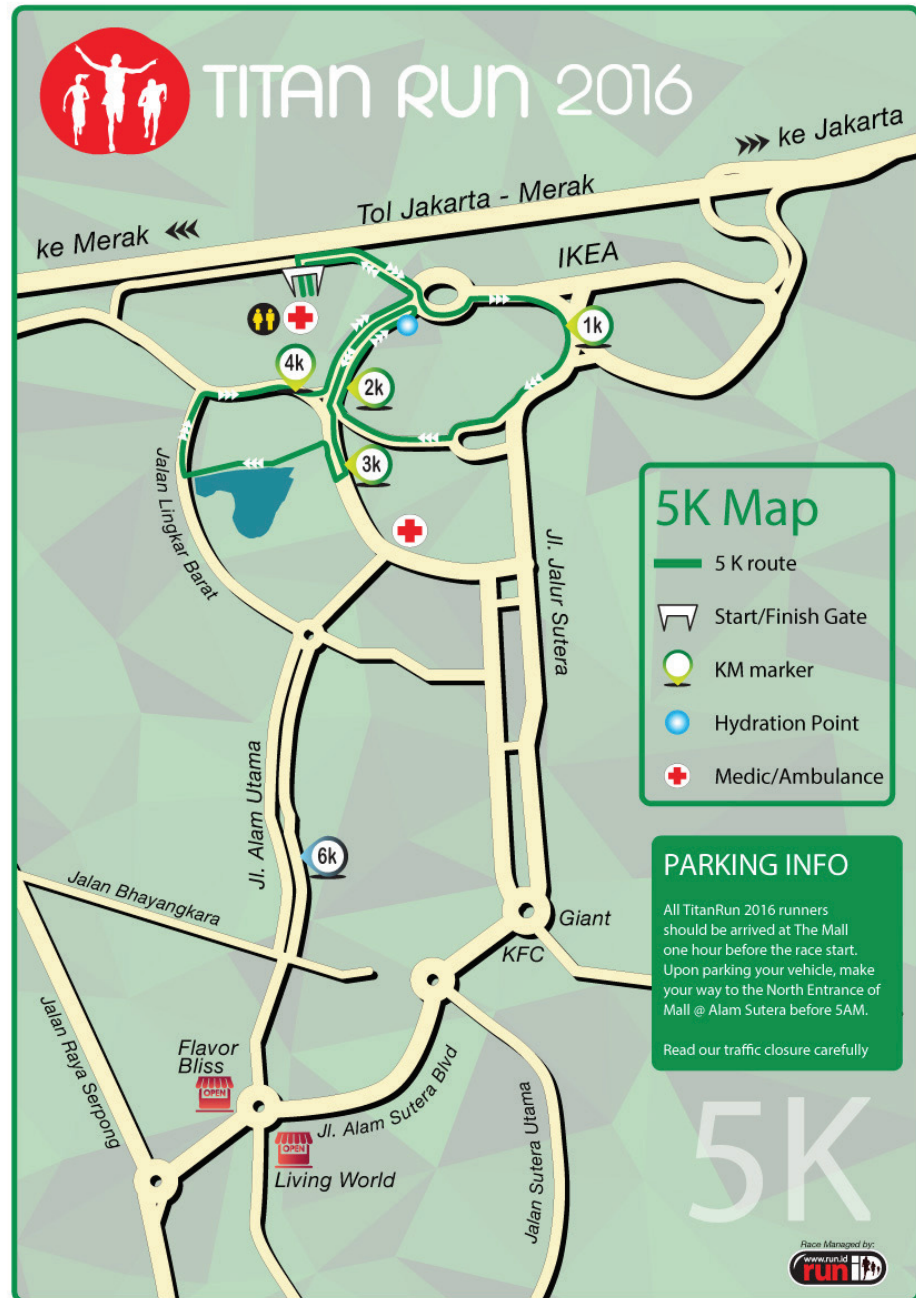 TITAN RUN 2016
ke Jakarta
Tol Jakarta - Merak
ke Merak
IKEA
1k
4k
2k
3k
Jalan Lingkar Barat
Jl. Jalur Sutera
5K Map
5 K route
Start/Finish Gate
KM marker
Hydration Point
Medic/Ambulance
Jl. Alam Utama
6k
Jalan Bhayangkara
Giant
KFC
PARKING INFO
All TitanRun 2016 runners
should be arrived at The Mall
one hour before the race start.
Upon parking your vehicle, make
your way to the North Entrance of
Mall @ Alam Sutera before 5AM.
Read our traffic closure carefully
Jalan Raya Serpong
Flavor
Bliss
OPEN
Jl. Alam Sutera Blvd
OPEN
Living World
Jalan Sutera Utama
5K
Race Managed by:
www.run.id
run iD